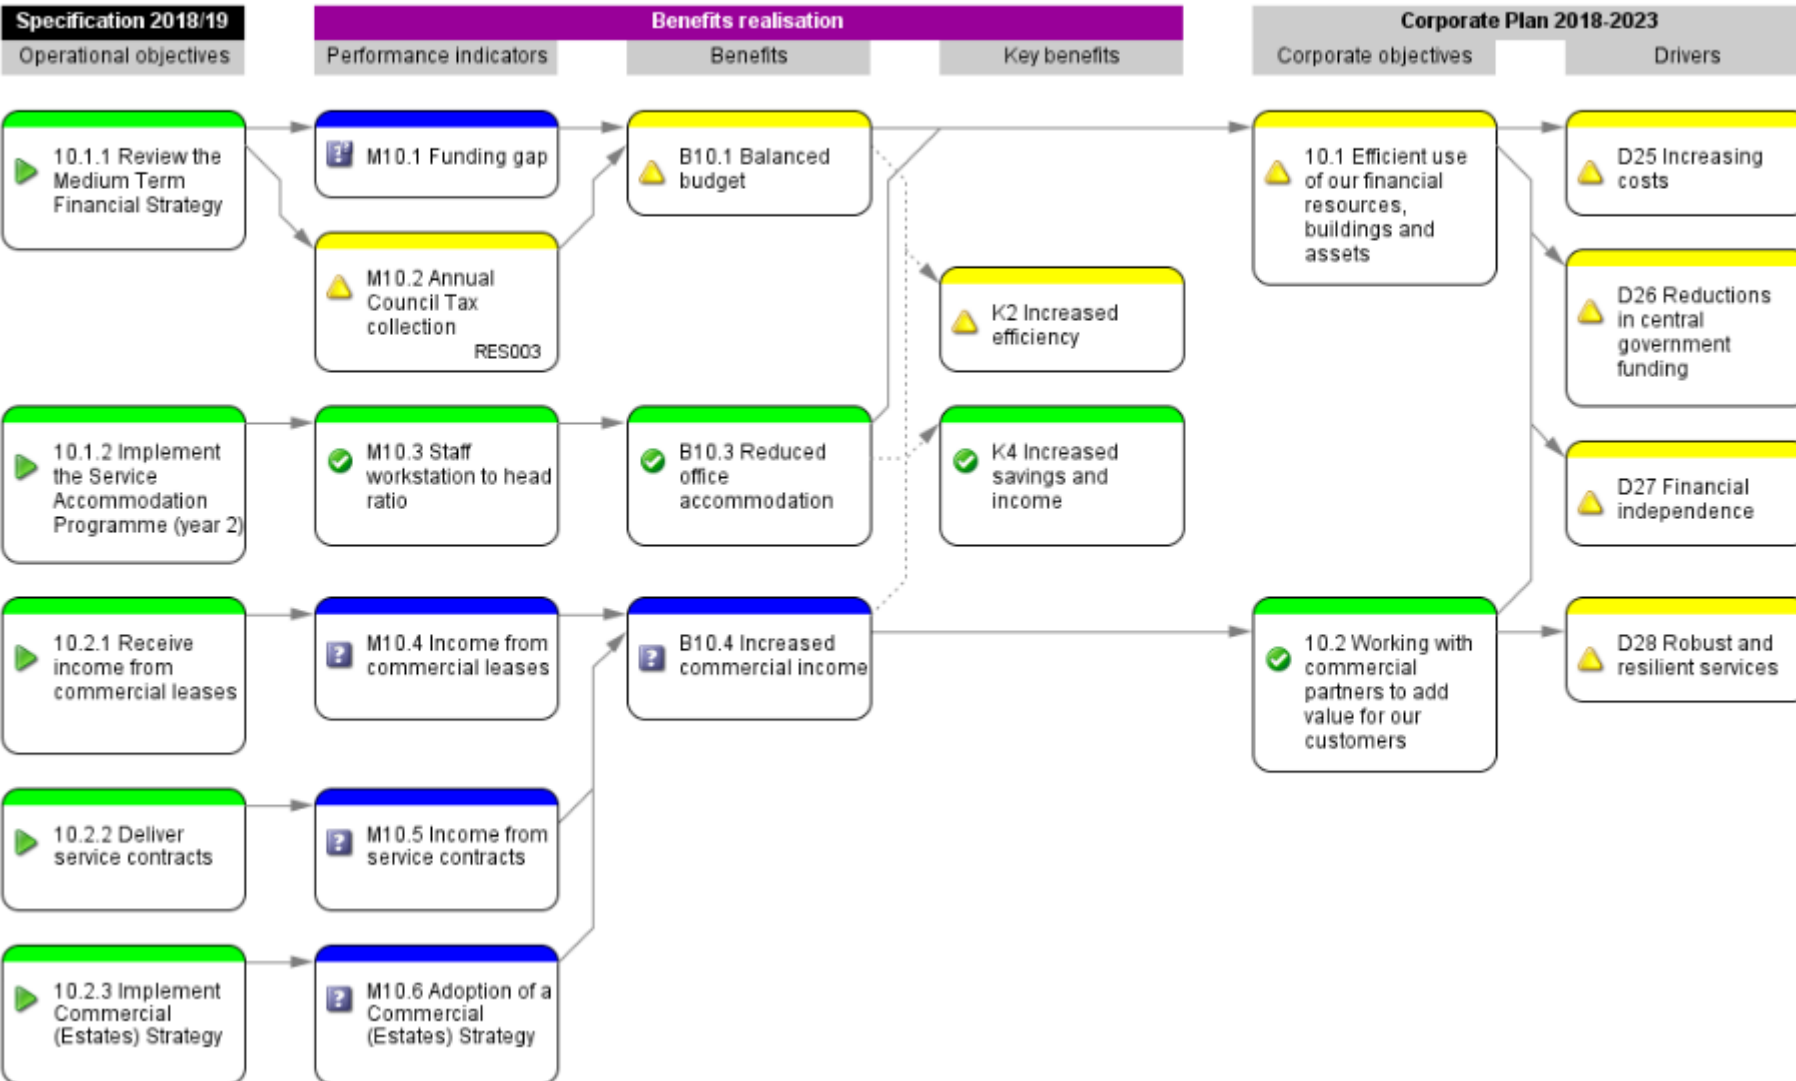 Specification 2018/19
Benefits realisation
Corporate Plan 2018-2023
Operational objectives
Performance indicators
Benefits
Key benefits
Corporate objectives
Drivers
10.1.1 Review the
Medium Term
Financial Strategy
M10.1 Funding gap
B10.1 Balanced
budget
10.1 Efficient use
of our financial
resources,
buildings and
assets
D25 Increasing
costs
M10.2 Annual
Council Tax
collection
RES003
K2 Increased
efficiency
D26 Reductions
in central
government
funding
10.1.2 Implement
the Service
Accommodation
Programme (year 2)
M10.3 Staff
workstation to head
ratio
B10.3 Reduced
office
accommodation
K4 Increased
savings and
income
D27 Financial
independence
10.2.1 Receive
income from
commercial leases
M10.4 Income from
commercial leases
B10.4 Increased
commercial income
10.2 Working with
commercial
partners to add
value for our
customers
D28 Robust and
resilient services
10.2.2 Deliver
service contracts
M10.5 Income from
service contracts
10.2.3 Implement
Commercial
(Estates) Strategy
M10.6 Adoption of a
Commercial
(Estates) Strategy